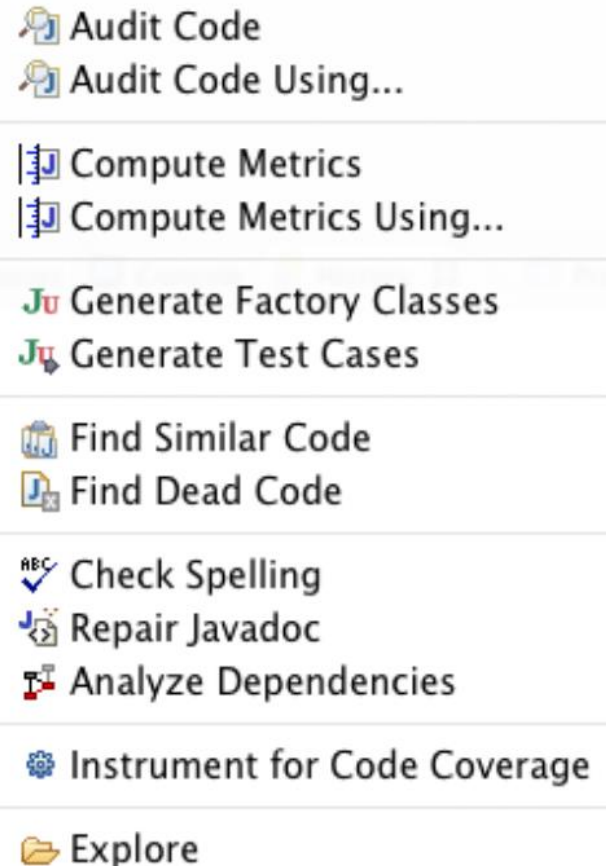 Audit Code
Audit Code Using...
Compute Metrics
Compute Metrics Using...
Generate Factory Classes
Generate Test Cases
Find Similar Code
Find Dead Code
ABC Check Spelling
Repair Javadoc
Analyze Dependencies
Instrument for Code Coverage
Explore